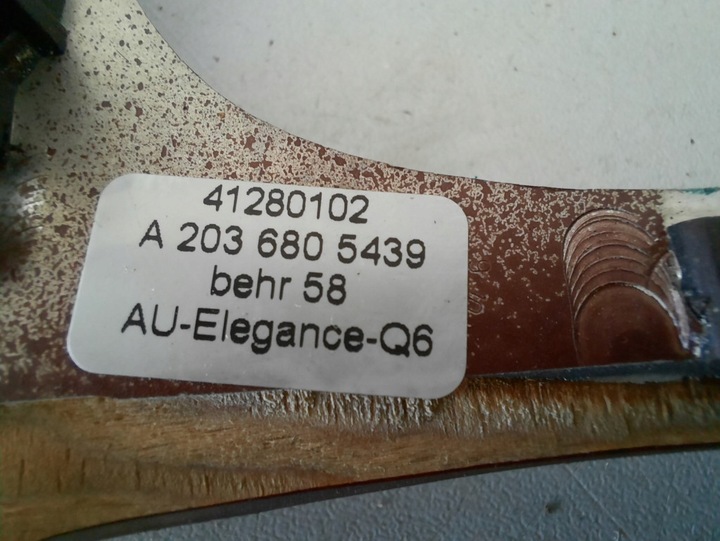 41280102
A 203 680 5439
behr 58
AU-Elegance-Q6